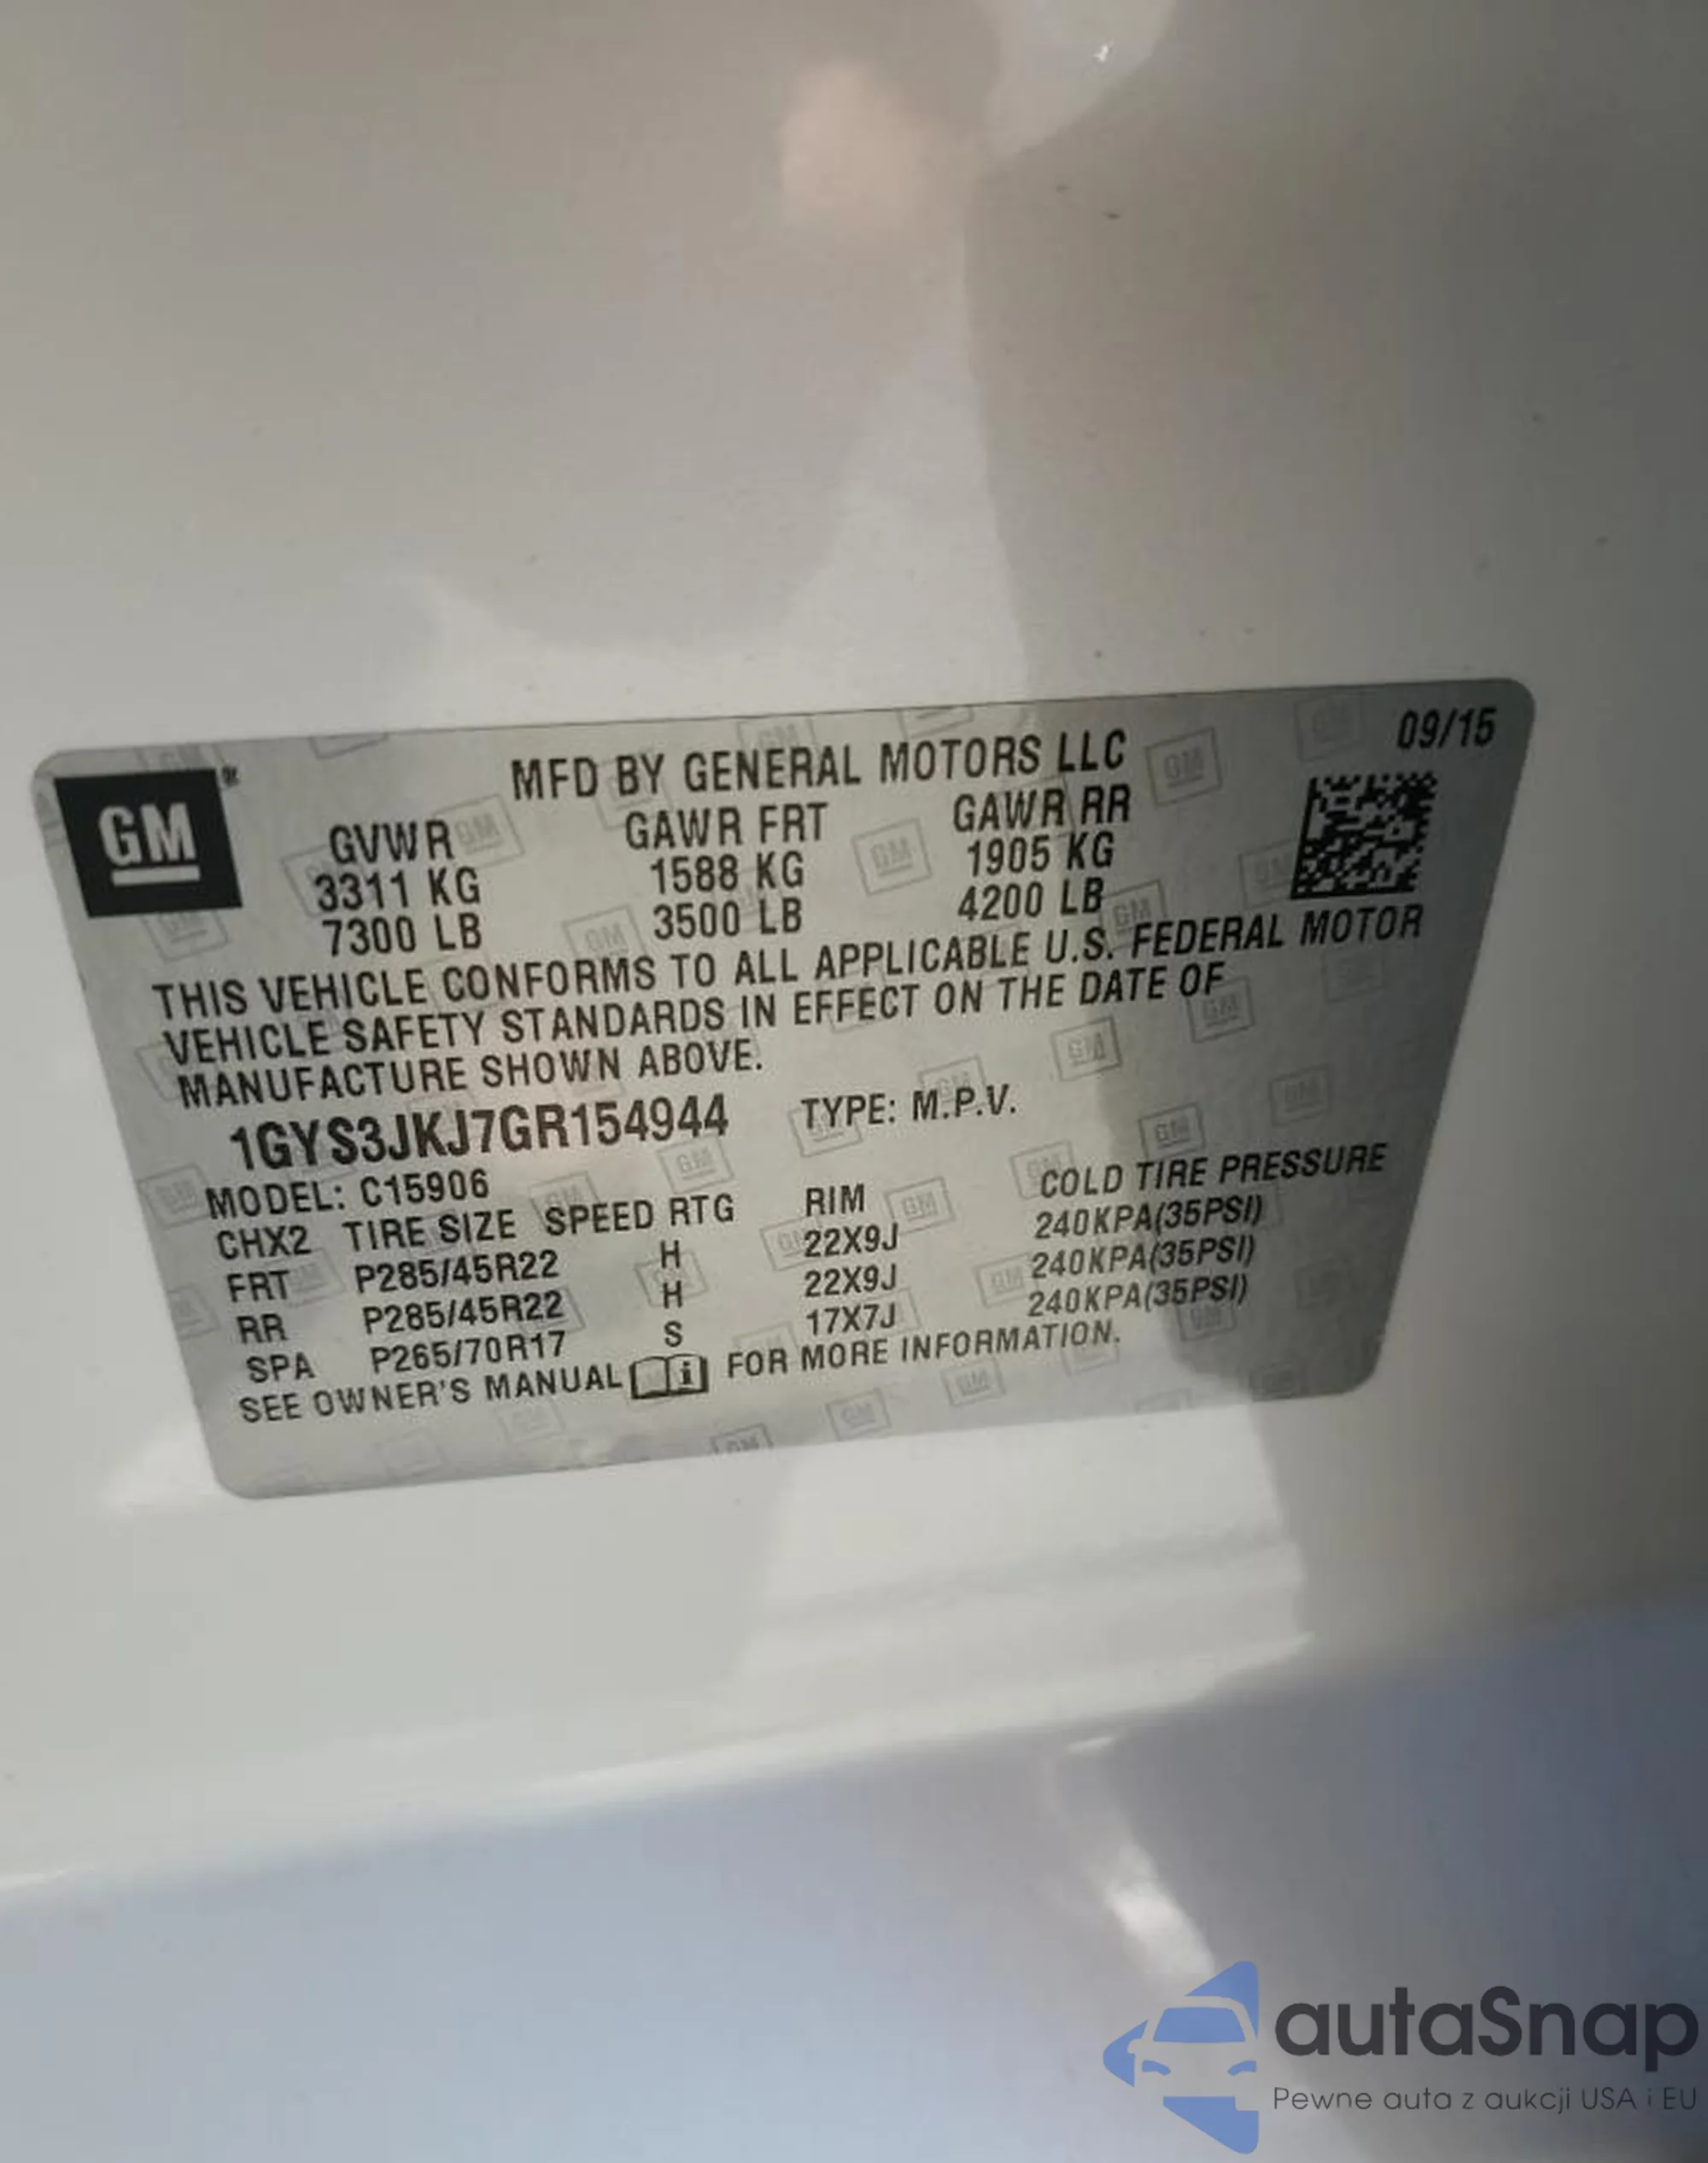 09/15
GM®
MFD BY GENERAL MOTORS LLC
GVWR GAWR FRT GAWR RR
3311 KG 1588 KG 1905 KG
7300 LB 3500 LB 4200 LB
THIS VEHICLE CONFORMS TO ALL APPLICABLE U.S. FEDERAL MOTOR
VEHICLE SAFETY STANDARDS IN EFFECT ON THE DATE OF
MANUFACTURE SHOWN ABOVE.
1GYS3JKJ7GR154944 TYPE: M.P.V.
MODEL: C15906
CHX2 TIRE SIZE SPEED RTG RIM COLD TIRE PRESSURE
FRT P285/45R22 H 22X9J 240KPA(35PSI)
RR P285/45R22 H 22X9J 240KPA(35PSI)
SPA P265/70R17 S 17X7J 240KPA(35PSI)
SEE OWNER'S MANUAL i FOR MORE INFORMATION.
autaSnap
Pewne auta z aukcji USA i EU